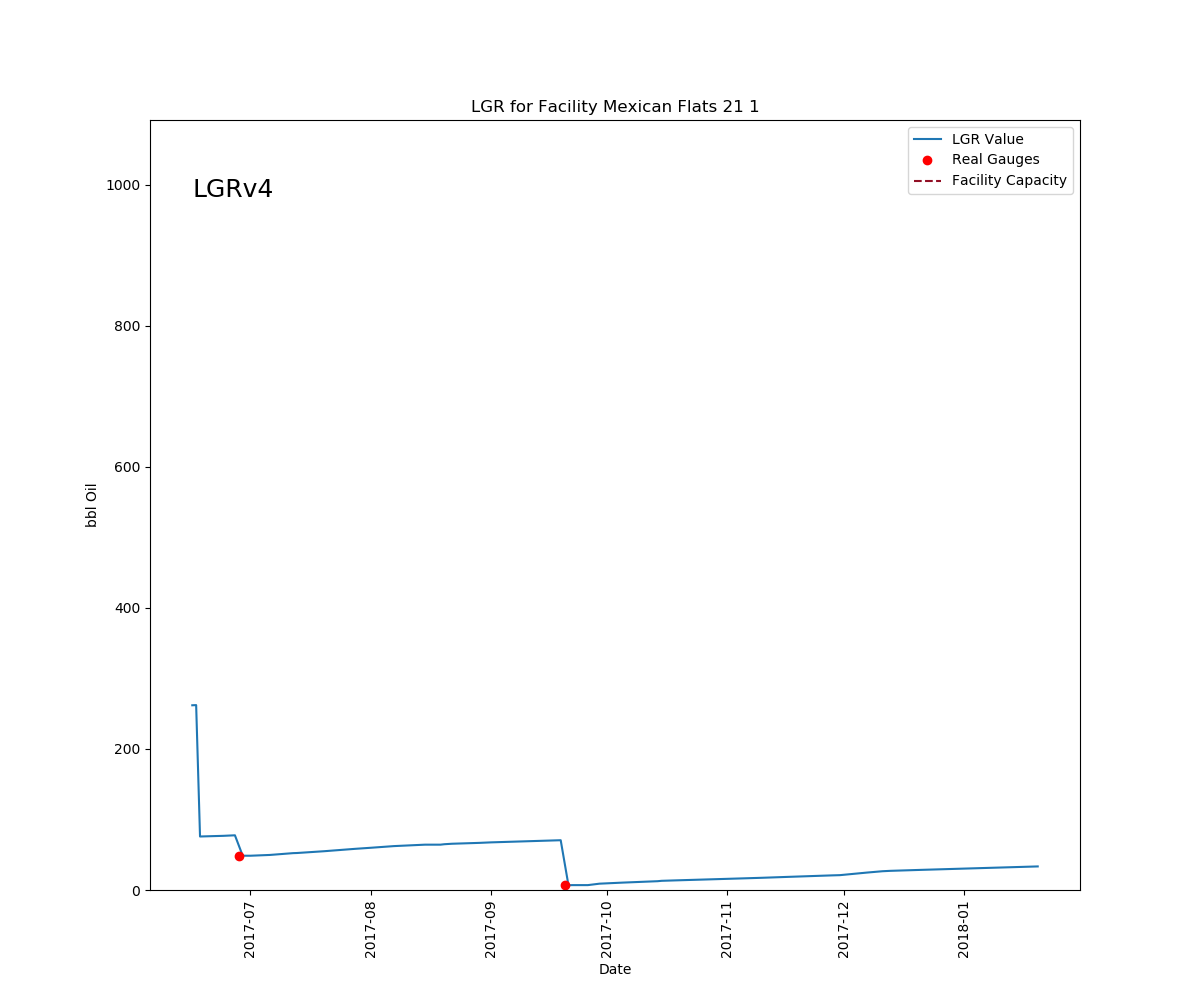 LGR for Facility Mexican Flats 21 1
LGRv4
LGR Value
Real Gauges
Facility Capacity
bbl Oil
1000
800
600
400
200
0
2017-07
2017-08
2017-09
2017-10
2017-11
2017-12
2018-01
Date